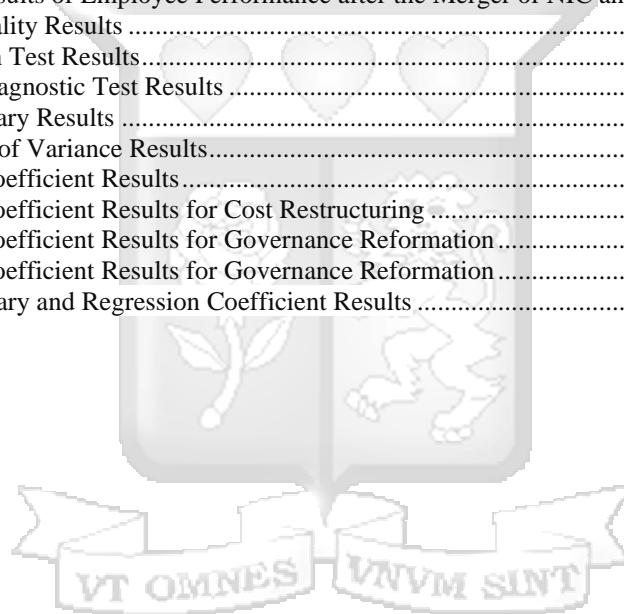 sults of Employee Performance after the Merger of NIC an
ality Results ......................................................................
n Test Results....................................................................
agnostic Test Results .......................................................
ary Results .......................................................................
of Variance Results..........................................................
oefficient Results..............................................................
oefficient Results for Cost Restructuring ..........................
oefficient Results for Governance Reformation ................
oefficient Results for Governance Reformation ................
ary and Regression Coefficient Results .............................
VT OMNES VNVM SINT